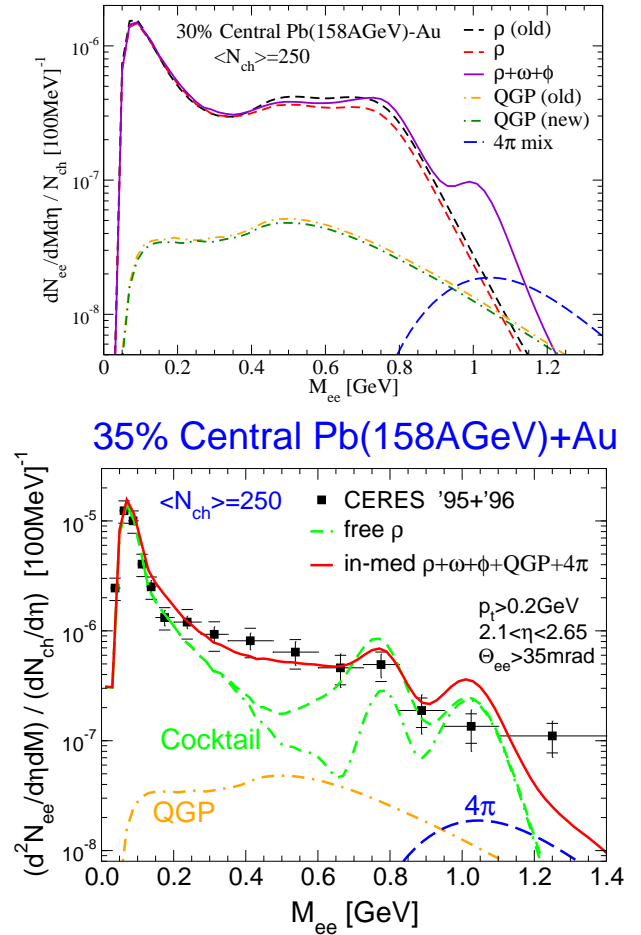 30% Central Pb(158AGeV)-Au
<N_ch>=250
ρ (old)
ρ
ρ+ω+ϕ
QGP (old)
QGP (new)
4π mix
dN_ee/dMdη / N_ch [100MeV]^-1
10^-6
10^-7
10^-8
0 0.2 0.4 0.6 0.8 1 1.2
M_ee [GeV]
35% Central Pb(158AGeV)+Au
<N_ch>=250
CERES '95+'96
free ρ
in-med ρ+ω+ϕ+QGP+4π
p_t>0.2GeV
2.1<η<2.65
Θ_ee>35mrad
Cocktail
QGP
4π
(d^2N_ee/dηdM) / (dN_ch/dη) [100MeV]^-1
10^-5
10^-6
10^-7
10^-8
0.0 0.2 0.4 0.6 0.8 1.0 1.2 1.4
M_ee [GeV]